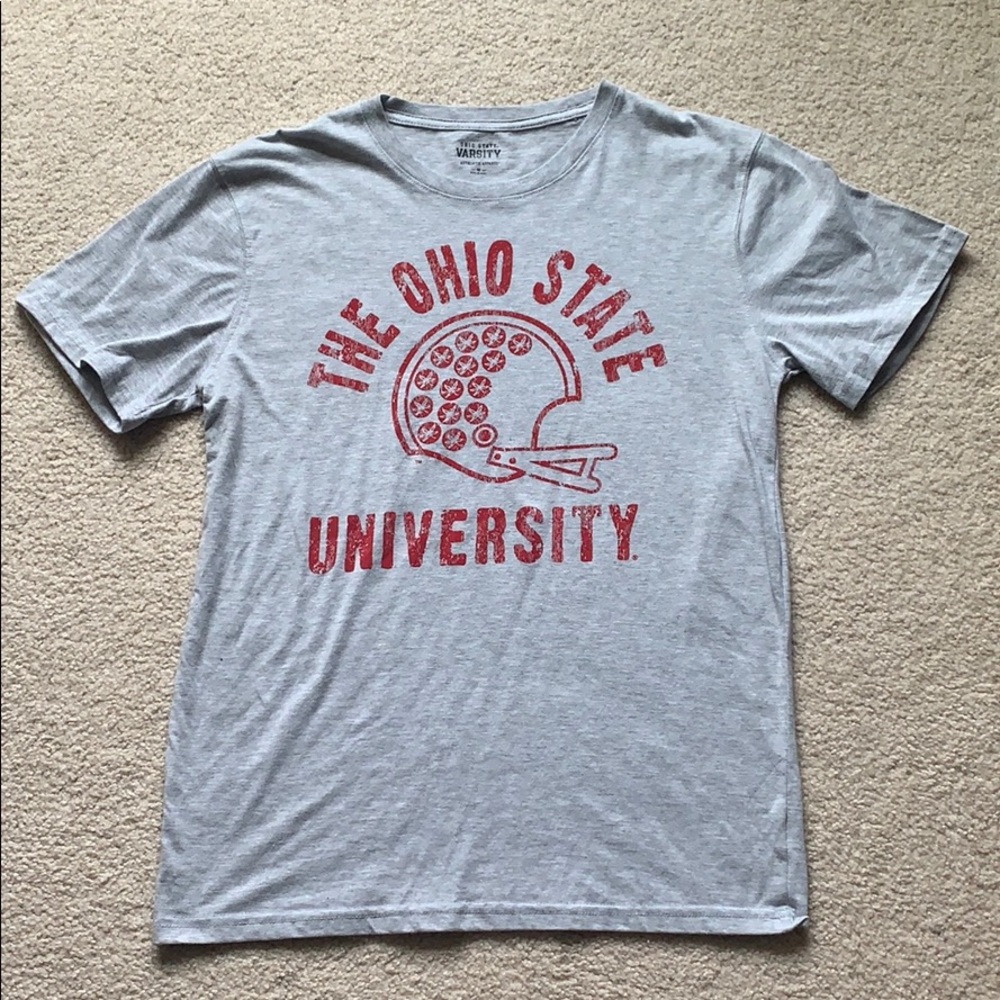 OHIO STATE
VARSITY
THE OHIO STATE
UNIVERSITY.